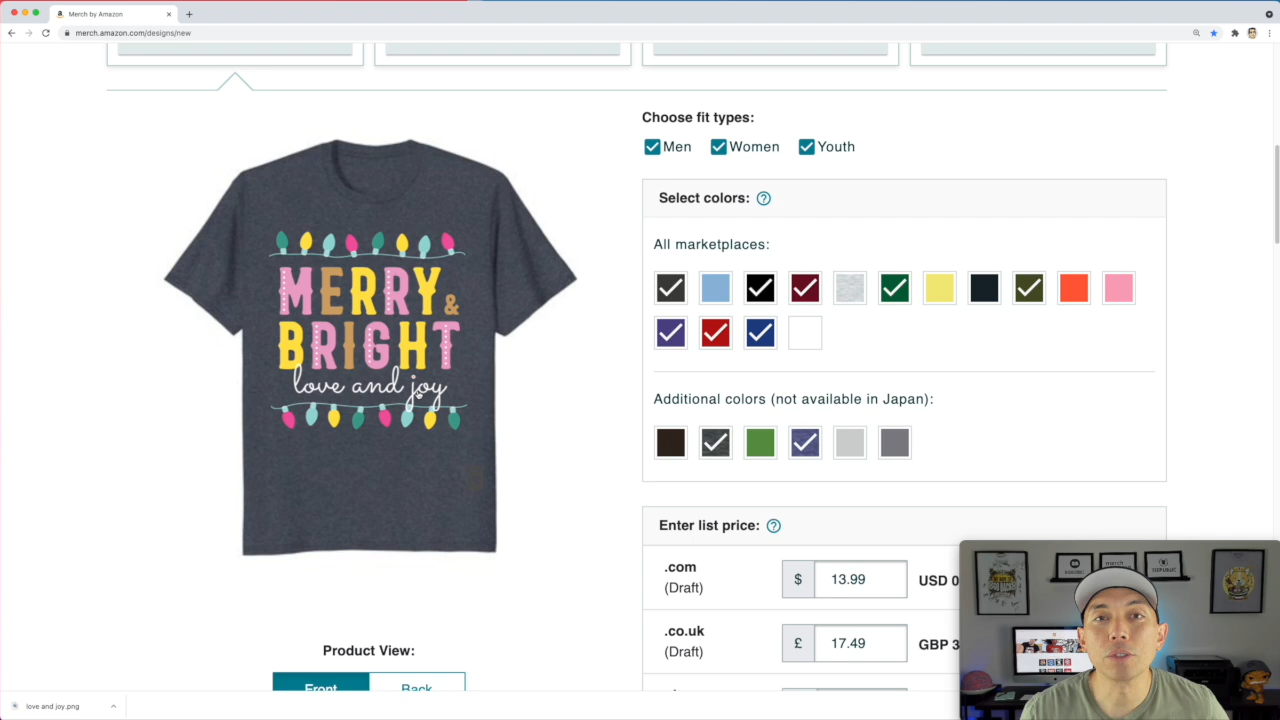 Merch by Amazon
merch.amazon.com/designs/new
Choose fit types:
Men Women Youth
Select colors:
All marketplaces:
MERRY &
BRIGHT
love and joy
Additional colors (not available in Japan):
Enter list price:
.com
(Draft)
$ 13.99 USD 0
.co.uk
(Draft)
£ 17.49 GBP 3
Product View:
Front Back
love and joy.png